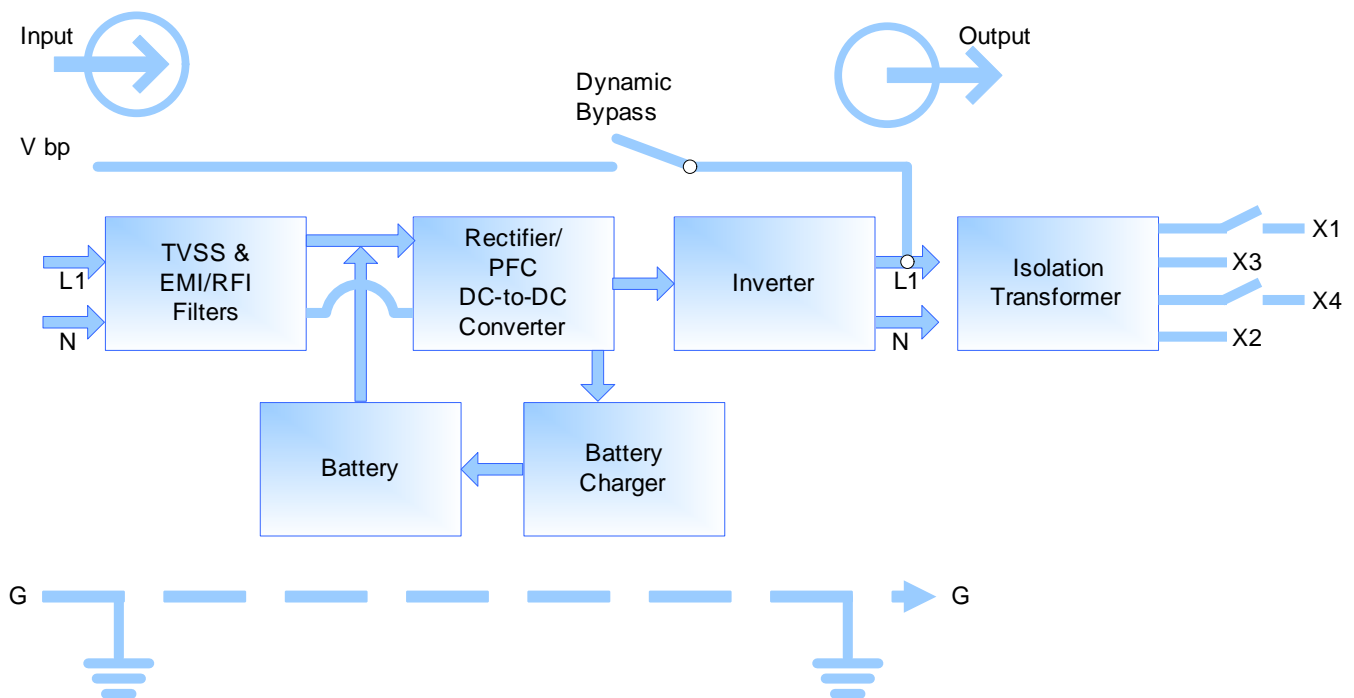 Input
Output
Dynamic
Bypass
V bp
TVSS &
EMI/RFI
Filters
Rectifier/
PFC
DC-to-DC
Converter
Inverter
Isolation
Transformer
L1
N
L1
N
X1
X3
X4
X2
Battery
Battery
Charger
G
G